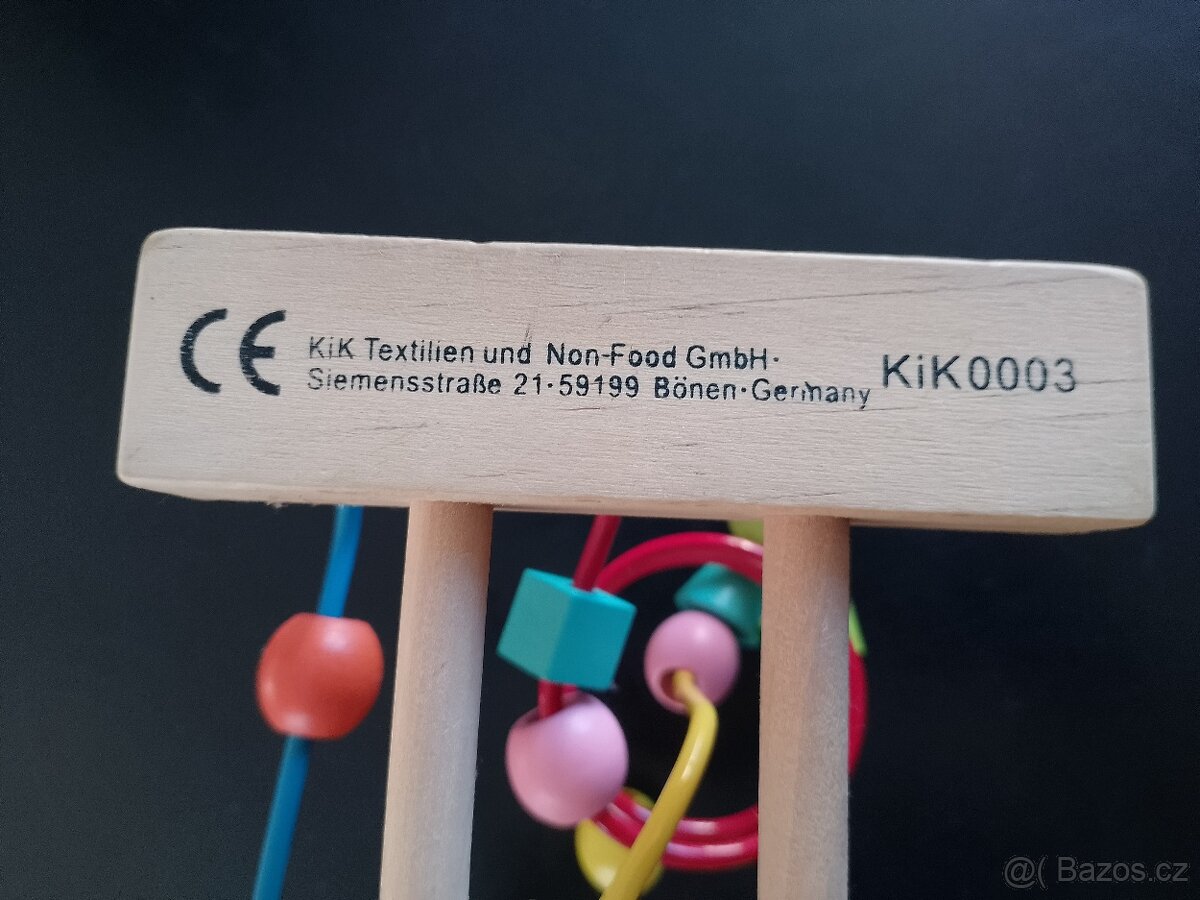 CE
KiK Textilien und Non-Food GmbH·
Siemensstraße 21·59199 Bönen·Germany
KiK0003
@( Bazos.cz